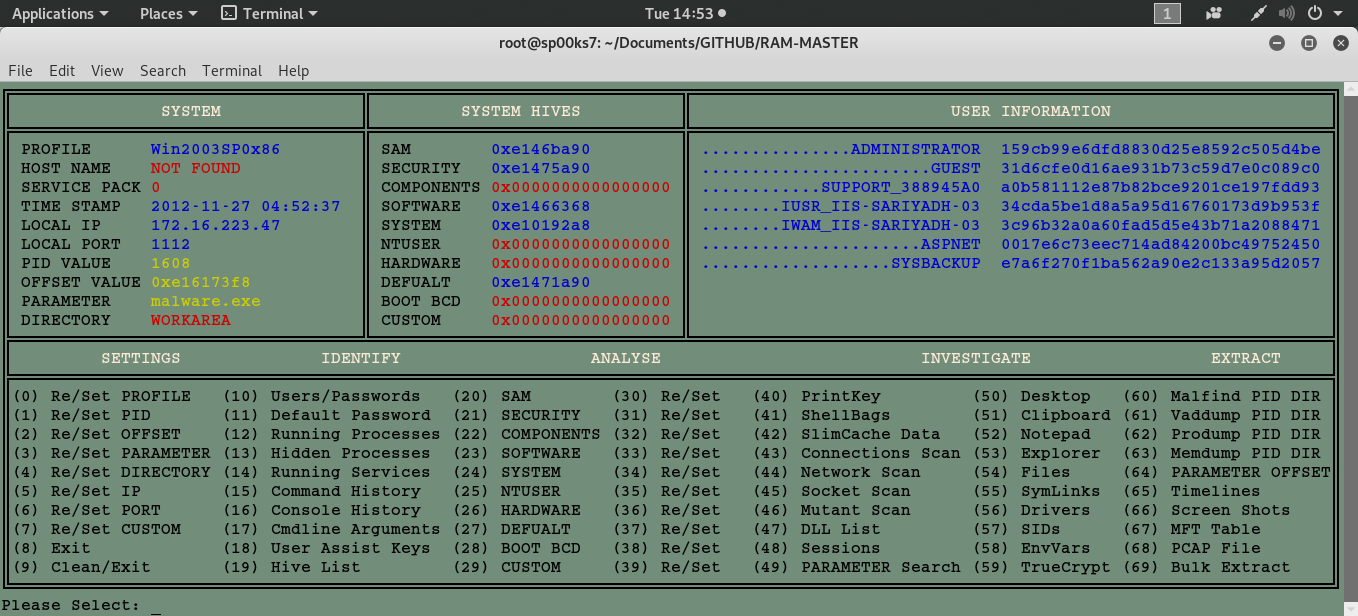 Applications Places Terminal Tue 14:53 1
root@sp00ks7: ~/Documents/GITHUB/RAM-MASTER
File Edit View Search Terminal Help
SYSTEM SYSTEM HIVES USER INFORMATION
PROFILE Win2003SP0x86 SAM 0xe146ba90 ...............ADMINISTRATOR 159cb99e6dfd8830d25e8592c505d4be
HOST NAME NOT FOUND SECURITY 0xe1475a90 .......................GUEST 31d6cfe0d16ae931b73c59d7e0c089c0
SERVICE PACK 0 COMPONENTS 0x0000000000000000 ............SUPPORT_388945A0 a0b581112e87b82bce9201ce197fdd93
TIME STAMP 2012-11-27 04:52:37 SOFTWARE 0xe1466368 ........IUSR_IIS-SARIYADH-03 34cda5be1d8a5a95d16760173d9b953f
LOCAL IP 172.16.223.47 SYSTEM 0xe10192a8 ........IWAM_IIS-SARIYADH-03 3c96b32a0a60fad5d5e43b71a2088471
LOCAL PORT 1112 NTUSER 0x0000000000000000 ......................ASPNET 0017e6c73eec714ad84200bc49752450
PID VALUE 1608 HARDWARE 0x0000000000000000 ...................SYSBACKUP e7a6f270f1ba562a90e2c133a95d2057
OFFSET VALUE 0xe16173f8 DEFUALT 0xe1471a90
PARAMETER malware.exe BOOT BCD 0x0000000000000000
DIRECTORY WORKAREA CUSTOM 0x0000000000000000
SETTINGS IDENTIFY ANALYSE INVESTIGATE EXTRACT
(0) Re/Set PROFILE (10) Users/Passwords (20) SAM (30) Re/Set (40) PrintKey (50) Desktop (60) Malfind PID DIR
(1) Re/Set PID (11) Default Password (21) SECURITY (31) Re/Set (41) ShellBags (51) Clipboard (61) Vaddump PID DIR
(2) Re/Set OFFSET (12) Running Processes (22) COMPONENTS (32) Re/Set (42) SlimCache Data (52) Notepad (62) Prodump PID DIR
(3) Re/Set PARAMETER (13) Hidden Processes (23) SOFTWARE (33) Re/Set (43) Connections Scan (53) Explorer (63) Memdump PID DIR
(4) Re/Set DIRECTORY (14) Running Services (24) SYSTEM (34) Re/Set (44) Network Scan (54) Files (64) PARAMETER OFFSET
(5) Re/Set IP (15) Command History (25) NTUSER (35) Re/Set (45) Socket Scan (55) SymLinks (65) Timelines
(6) Re/Set PORT (16) Console History (26) HARDWARE (36) Re/Set (46) Mutant Scan (56) Drivers (66) Screen Shots
(7) Re/Set CUSTOM (17) Cmdline Arguments (27) DEFUALT (37) Re/Set (47) DLL List (57) SIDs (67) MFT Table
(8) Exit (18) User Assist Keys (28) BOOT BCD (38) Re/Set (48) Sessions (58) EnvVars (68) PCAP File
(9) Clean/Exit (19) Hive List (29) CUSTOM (39) Re/Set (49) PARAMETER Search (59) TrueCrypt (69) Bulk Extract
Please Select: _